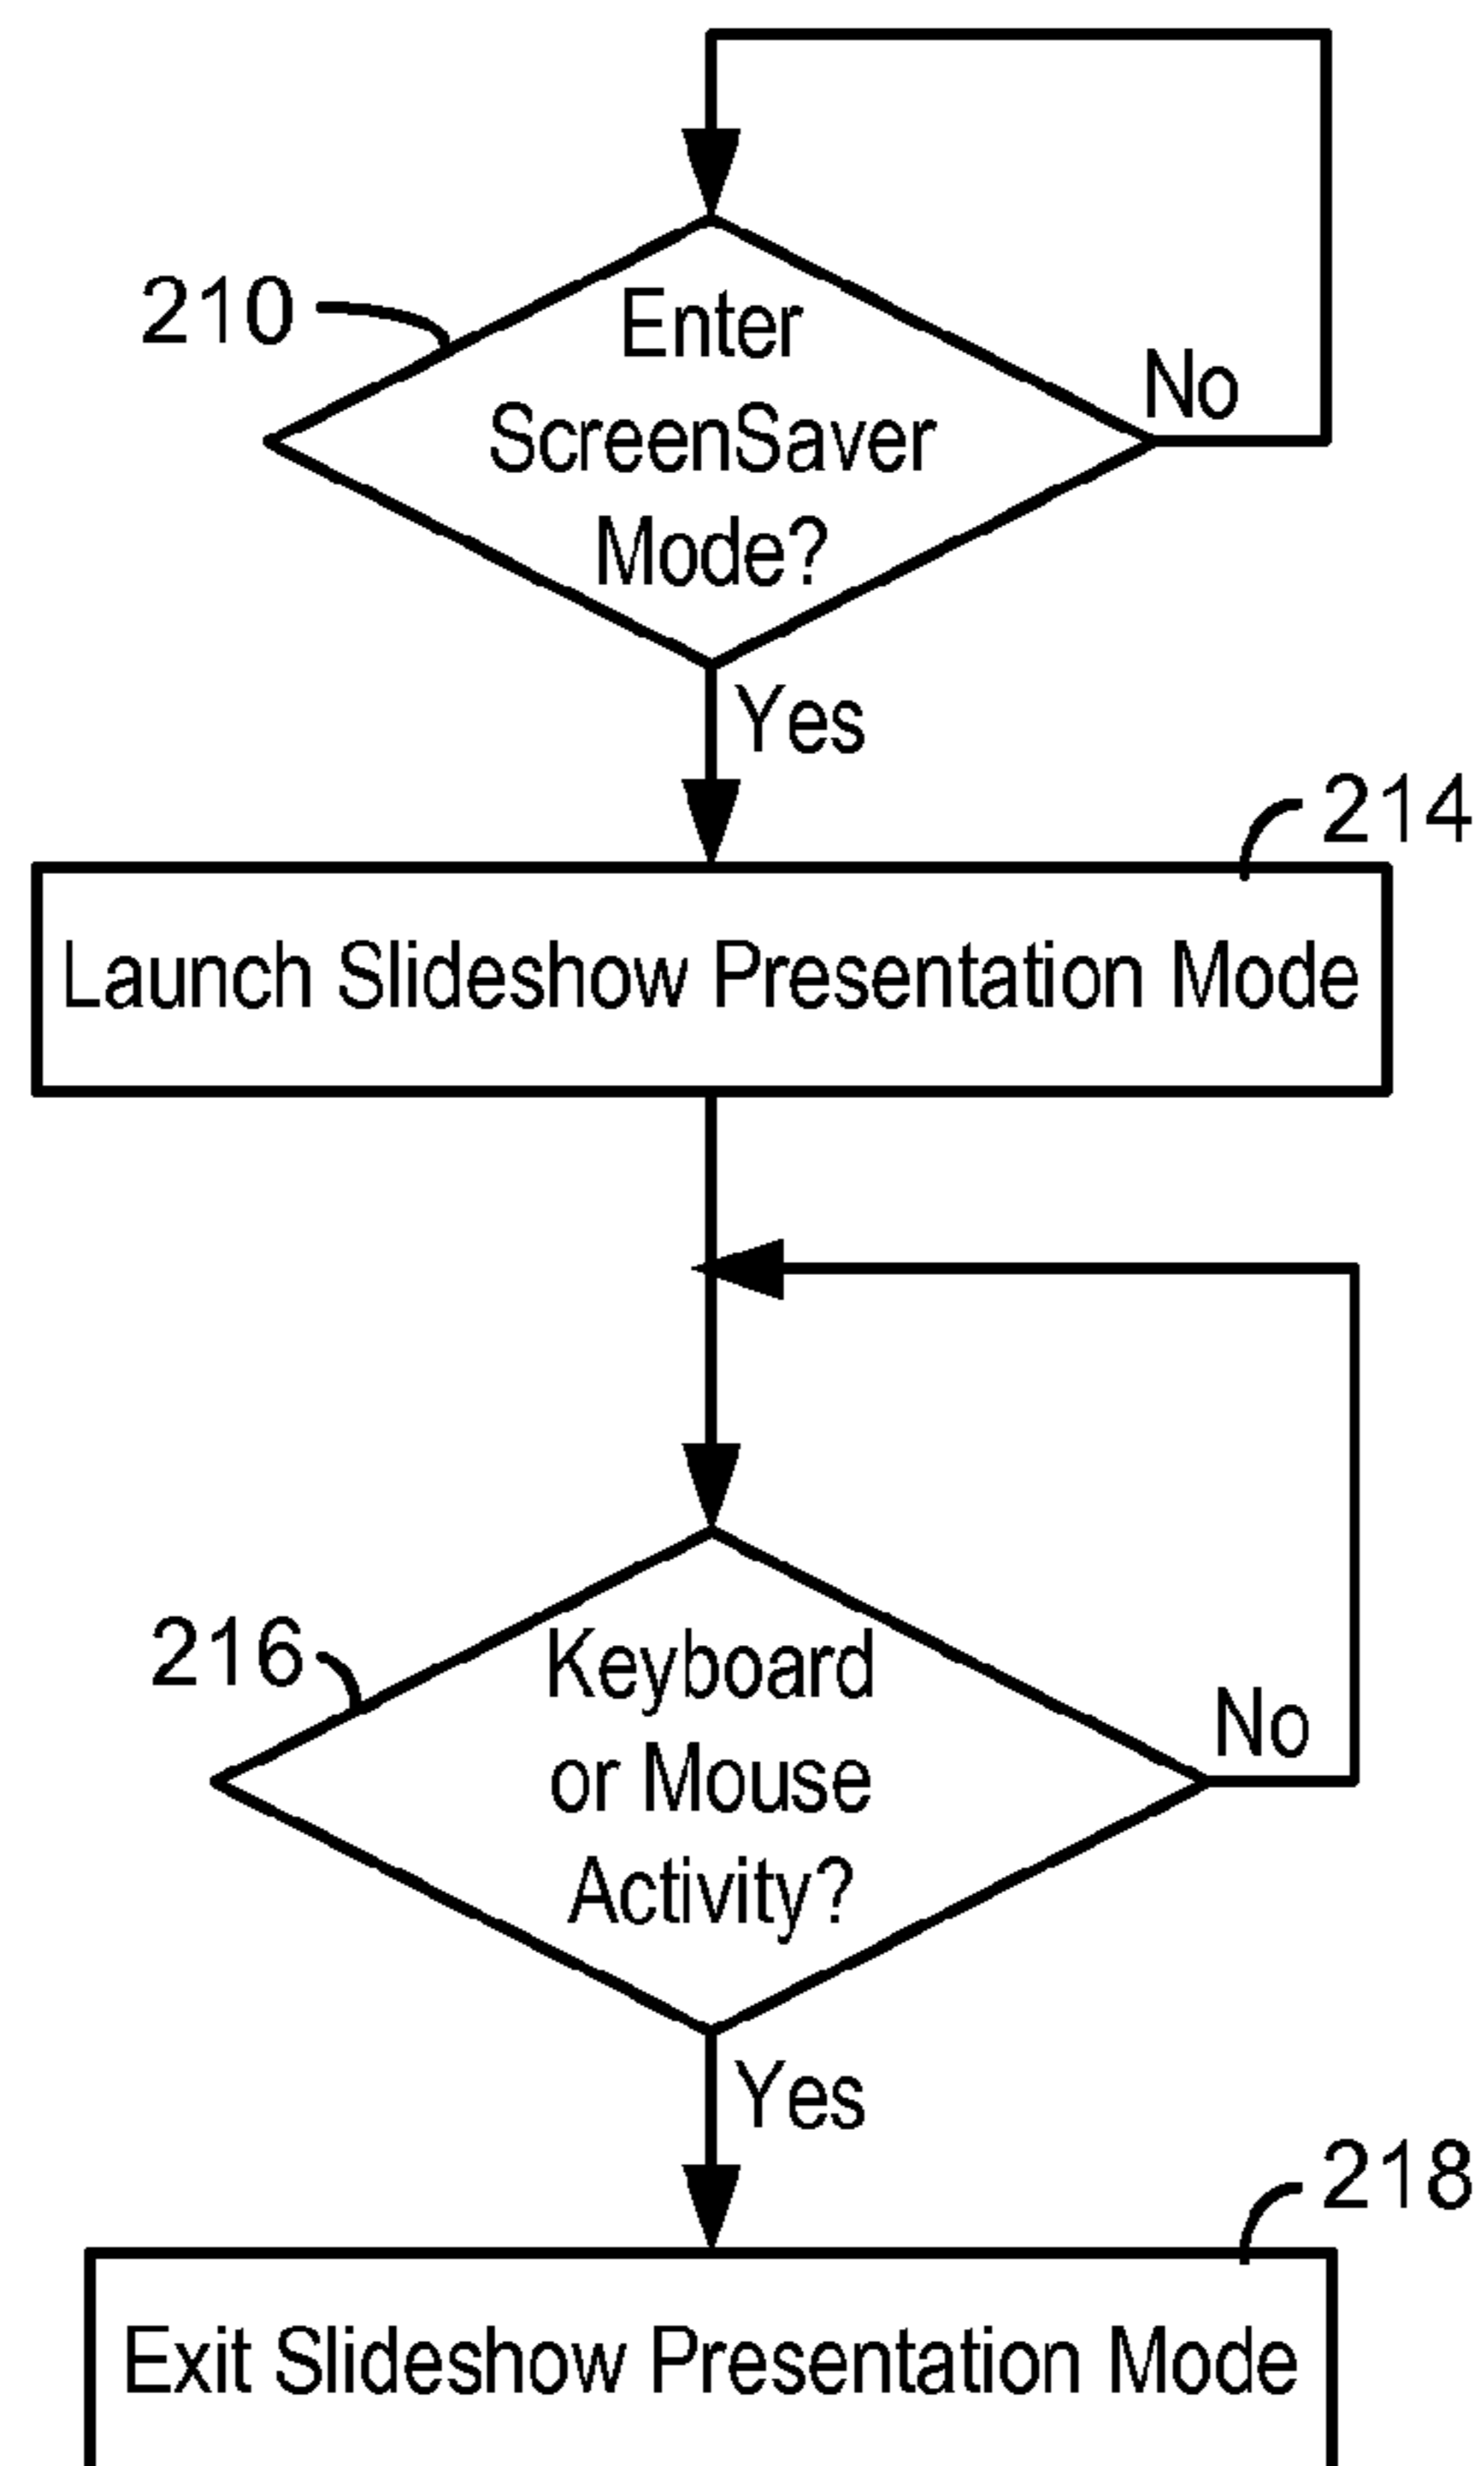 210
Enter
ScreenSaver
Mode?
No
Yes
214
Launch Slideshow Presentation Mode
216
Keyboard
or Mouse
Activity?
No
Yes
218
Exit Slideshow Presentation Mode